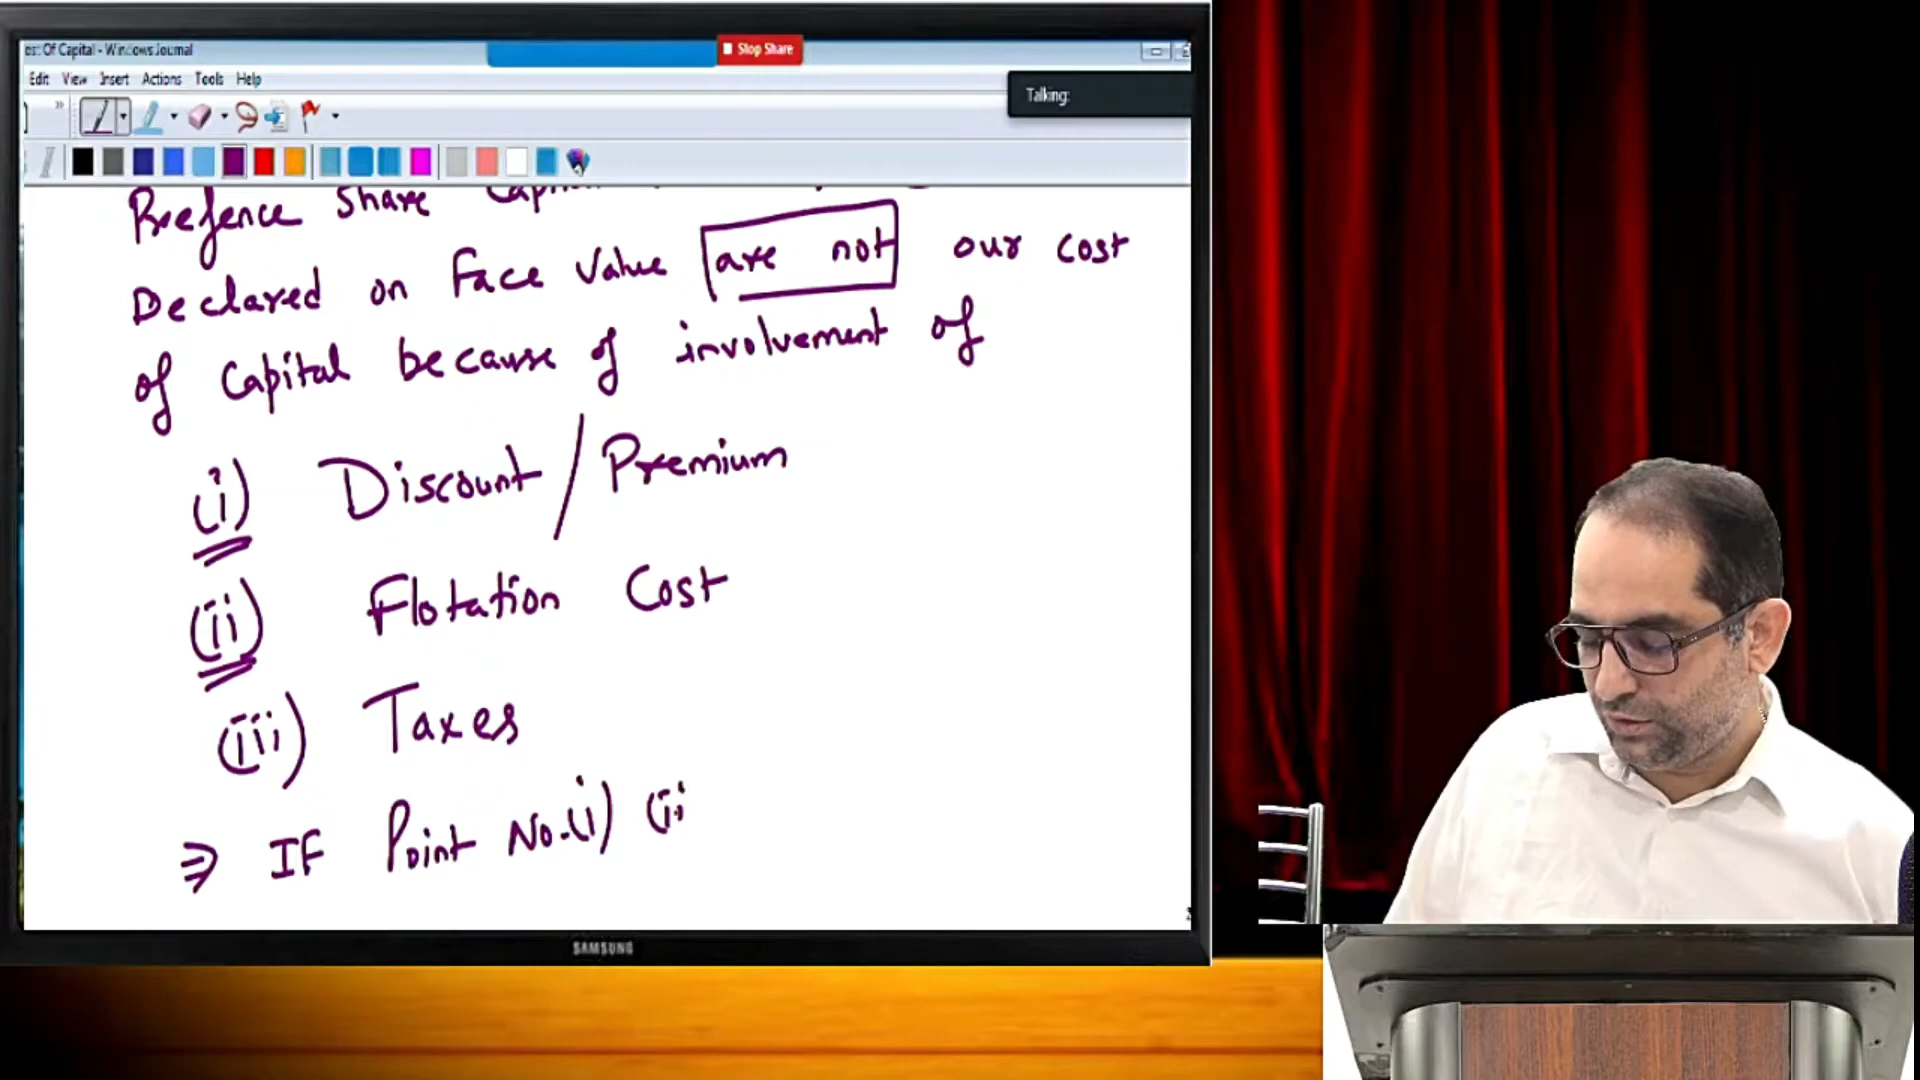 es: Of Capital - Windows Journal
Stop Share
Edit View Insert Actions Tools Help
Talking:
Prefence Share
Declared on Face Value are not our cost
of Capital because of involvement of
(i) Discount / Premium
(ii) Flotation Cost
(iii) Taxes
⇒ IF Point No. (i) (ii
SAMSUNG